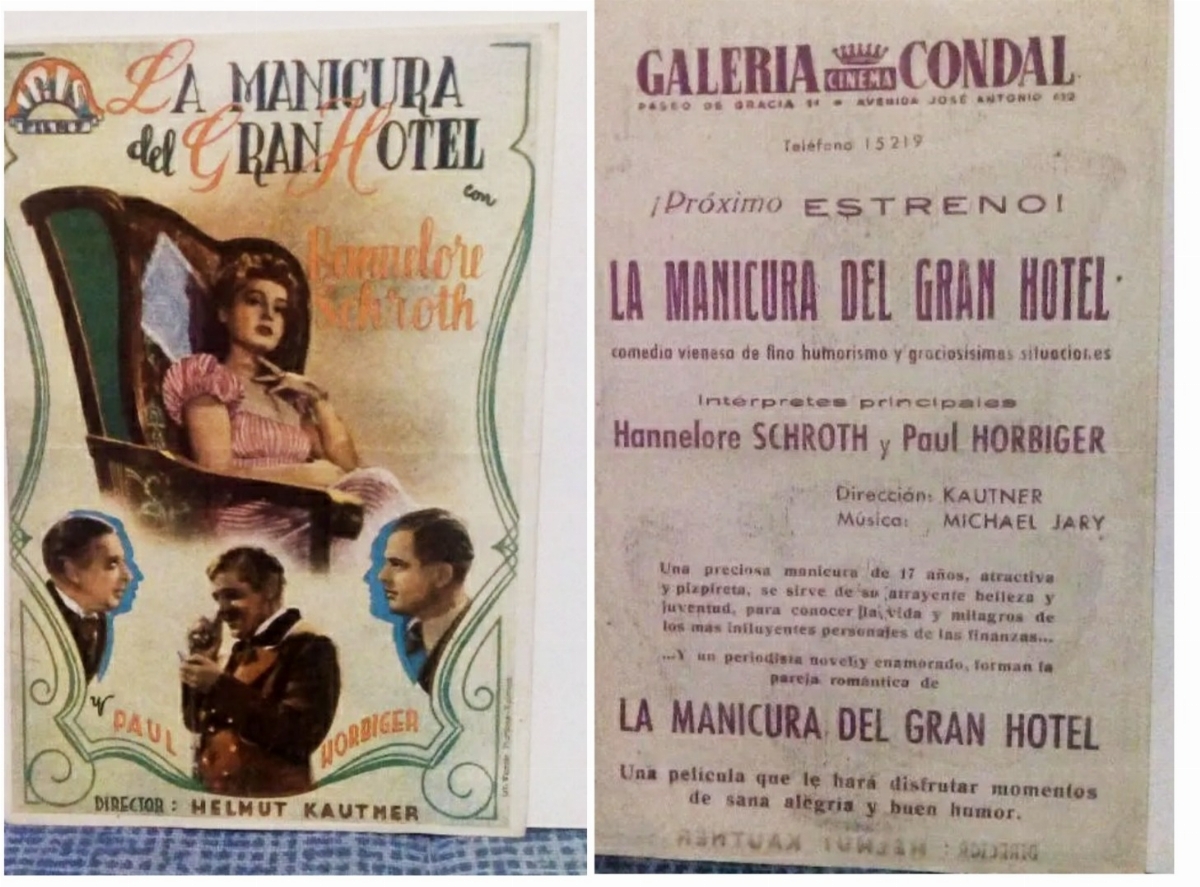 IRIS
FILMS
LA MANICURA
del GRAN HOTEL
con
Hannelore
Schroth
y PAUL HORBIGER
DIRECTOR : HELMUT KAUTNER
GALERIA CINEMA CONDAL
PASEO DE GRACIA ● AVENIDA JOSÉ ANTONIO
Teléfono 15219
¡Próximo ESTRENO!
LA MANICURA DEL GRAN HOTEL
comedia vienesa de fino humorismo y graciosísimas situaciones
Intérpretes principales
Hannelore SCHROTH y Paul HORBIGER
Dirección: KAUTNER
Música: MICHAEL JARY
Una preciosa manicura de 17 años, atractiva
y pizpireta, se sirve de su atrayente belleza y
juventud, para conocer la vida y milagros de
los más influyentes personajes de las finanzas...
...Y un periodista novel y enamorado, forman la
pareja romántica de
LA MANICURA DEL GRAN HOTEL
Una película que le hará disfrutar momentos
de sana alegría y buen humor.
DIRECTOR : HELMUT KAUTNER